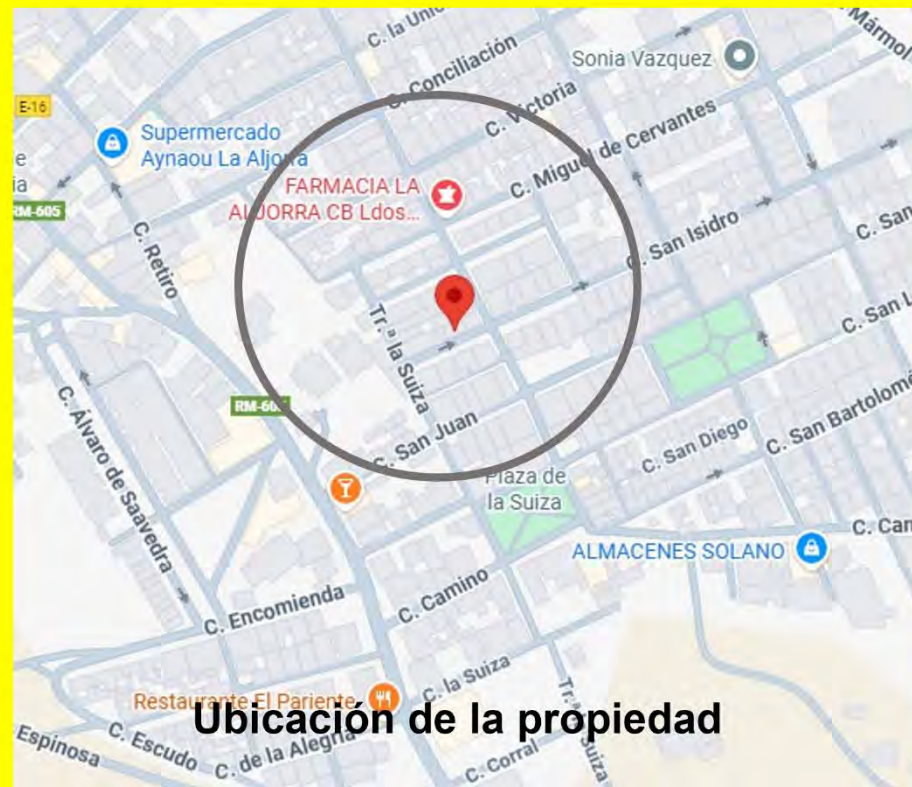 C. la Unió
Mármol
Sonia Vazquez
C. Conciliación
E-16
C. Victoria
Supermercado
Aynaou La Aljorra
C. Miguel de Cervantes
e
ia
FARMACIA LA
ALJORRA CB Ldos...
RM-605
C. San Isidro
C. San
C. Retiro
Tr.ª la Suiza
C. San L
RM-605
C. Álvaro de Saavedra
C. San Juan
C. San Diego
C. San Bartolomé
Plaza de
la Suiza
C. Can
ALMACENES SOLANO
C. Encomienda
C. Camino
C. la Suiza
Restaurante El Pariente
Ubicación de la propiedad
Tr.ª Suiza
Espinosa
C. Escudo
C. de la Alegría
C. Corral